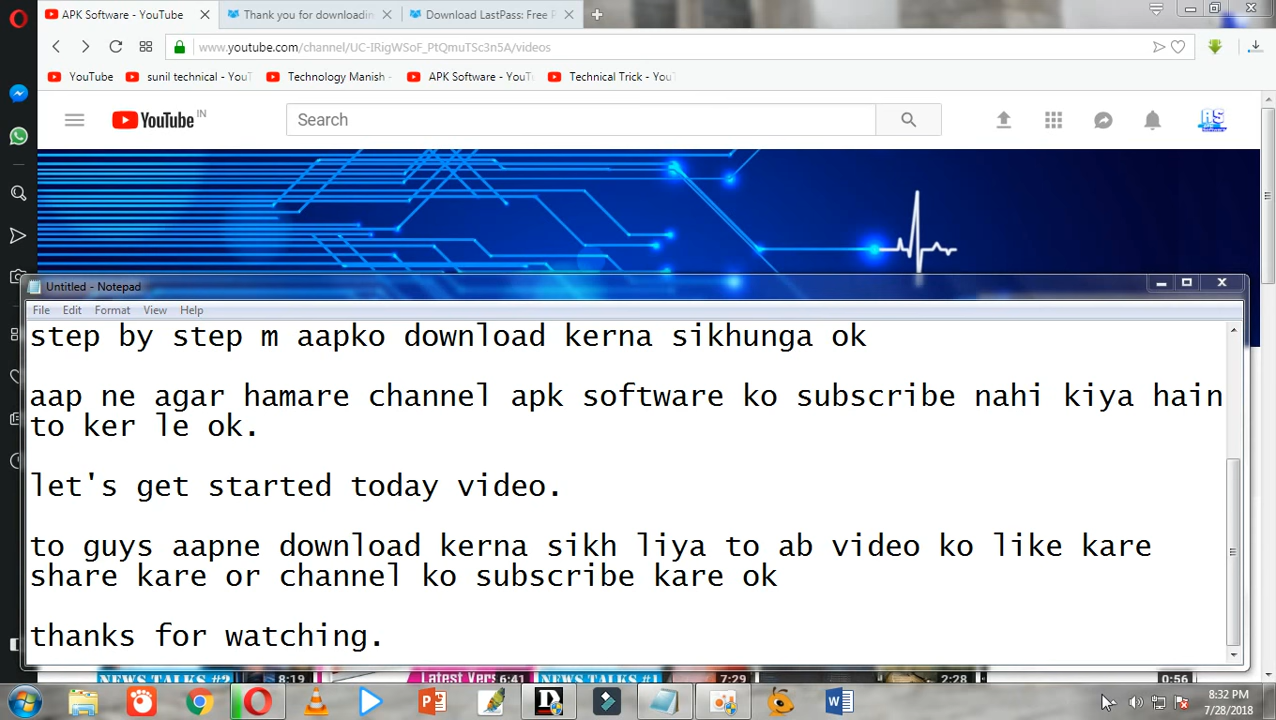 APK Software - YouTube
Thank you for downloadin
Download LastPass: Free P
www.youtube.com/channel/UC-IRigWSoF_PtQmuTSc3n5A/videos
YouTube
sunil technical - YouT
Technology Manish -
APK Software - YouTu
Technical Trick - You
YouTube IN
Search
Untitled - Notepad
File Edit Format View Help
step by step m aapko download kerna sikhunga ok
aap ne agar hamare channel apk software ko subscribe nahi kiya hain
to ker le ok.
let's get started today video.
to guys aapne download kerna sikh liya to ab video ko like kare
share kare or channel ko subscribe kare ok
thanks for watching.
NEWS TALKS #2 8:19
Latest Vers 6:41
NEWS TALKS #1 7:29
2:28
0:56
8:32 PM
7/28/2018